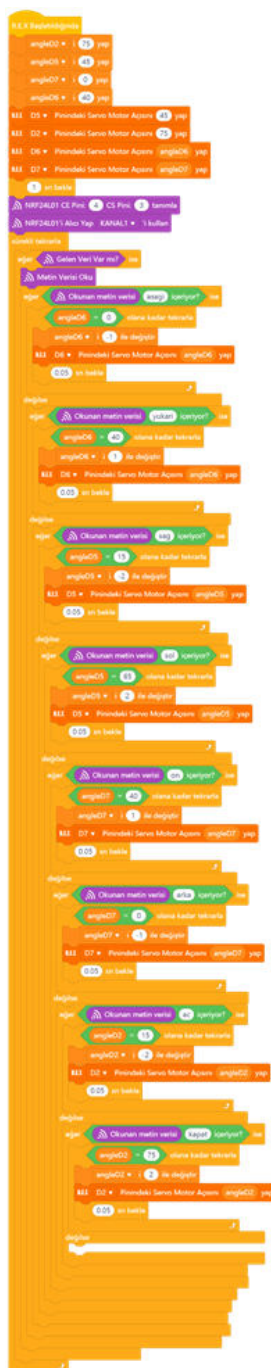 R.E.X Başlatıldığında
angleD2 ▾ i 75 yap
angleD5 ▾ i 45 yap
angleD7 ▾ i 0 yap
angleD6 ▾ i 40 yap
REX D5 ▾ Pinindeki Servo Motor Açısını 45 yap
REX D2 ▾ Pinindeki Servo Motor Açısını 75 yap
REX D6 ▾ Pinindeki Servo Motor Açısını angleD6 yap
REX D7 ▾ Pinindeki Servo Motor Açısını angleD7 yap
1 sn bekle
NRF24L01 CE Pini: 4 CS Pini: 3 tanımla
NRF24L01'i Alıcı Yap KANAL1 ▾ 'i kullan
sürekli tekrarla
eğer Gelen Veri Var mı? ise
Metin Verisi Oku
eğer Okunan metin verisi asagi içeriyor? ise
angleD6 = 0 olana kadar tekrarla
angleD6 ▾ i -1 ile değiştir
REX D6 ▾ Pinindeki Servo Motor Açısını angleD6 yap
0.05 sn bekle
değilse
eğer Okunan metin verisi yukari içeriyor? ise
angleD6 = 40 olana kadar tekrarla
angleD6 ▾ i 1 ile değiştir
REX D6 ▾ Pinindeki Servo Motor Açısını angleD6 yap
0.05 sn bekle
değilse
eğer Okunan metin verisi sag içeriyor? ise
angleD5 = 15 olana kadar tekrarla
angleD5 ▾ i -2 ile değiştir
REX D5 ▾ Pinindeki Servo Motor Açısını angleD5 yap
0.05 sn bekle
değilse
eğer Okunan metin verisi sol içeriyor? ise
angleD5 = 85 olana kadar tekrarla
angleD5 ▾ i 2 ile değiştir
REX D5 ▾ Pinindeki Servo Motor Açısını angleD5 yap
0.05 sn bekle
değilse
eğer Okunan metin verisi on içeriyor? ise
angleD7 = 40 olana kadar tekrarla
angleD7 ▾ i 1 ile değiştir
REX D7 ▾ Pinindeki Servo Motor Açısını angleD7 yap
0.05 sn bekle
değilse
eğer Okunan metin verisi arka içeriyor? ise
angleD7 = 0 olana kadar tekrarla
angleD7 ▾ i -1 ile değiştir
REX D7 ▾ Pinindeki Servo Motor Açısını angleD7 yap
0.05 sn bekle
değilse
eğer Okunan metin verisi ac içeriyor? ise
angleD2 = 15 olana kadar tekrarla
angleD2 ▾ i -2 ile değiştir
REX D2 ▾ Pinindeki Servo Motor Açısını angleD2 yap
0.05 sn bekle
değilse
eğer Okunan metin verisi kapat içeriyor? ise
angleD2 = 75 olana kadar tekrarla
angleD2 ▾ i 2 ile değiştir
REX D2 ▾ Pinindeki Servo Motor Açısını angleD2 yap
0.05 sn bekle
değilse